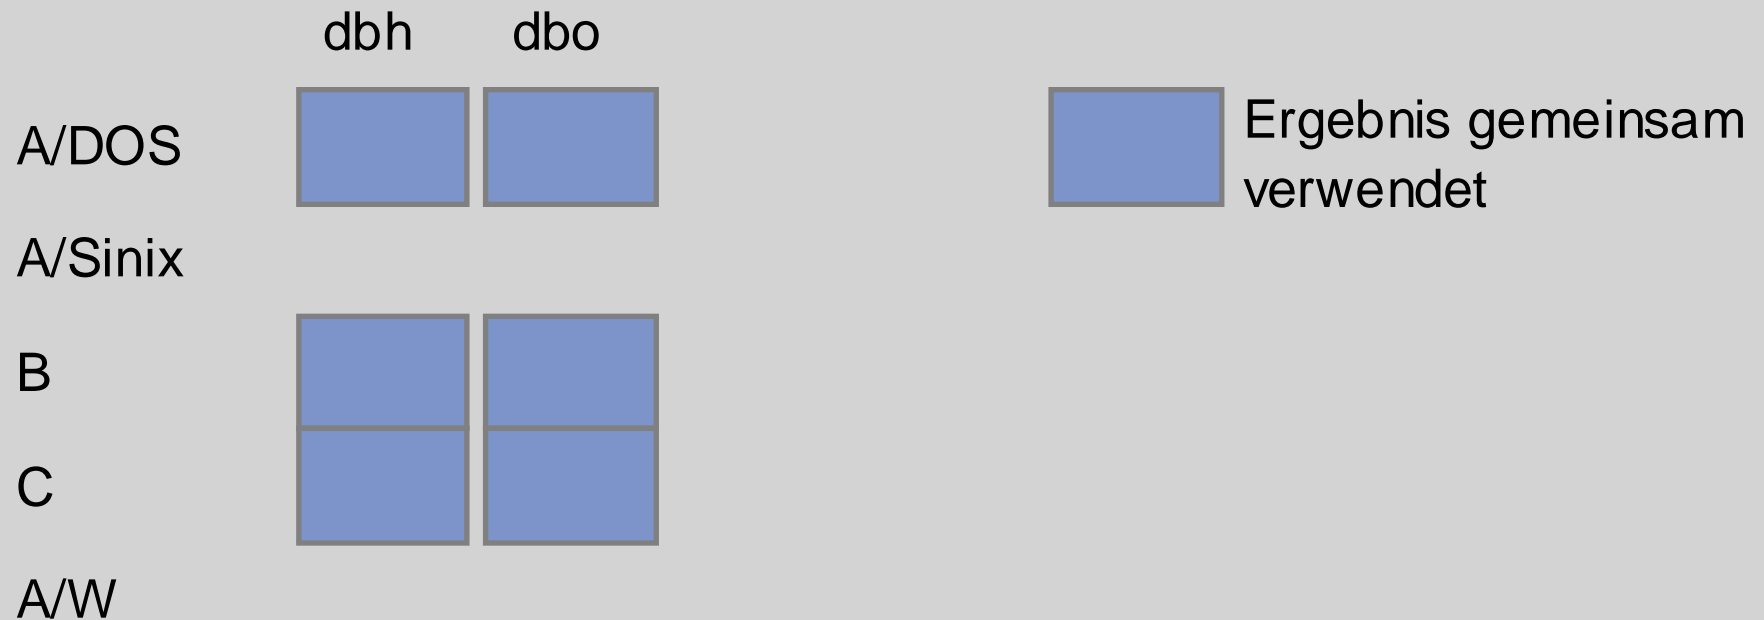 dbh dbo
A/DOS
Ergebnis gemeinsam
verwendet
A/Sinix
B
C
A/W